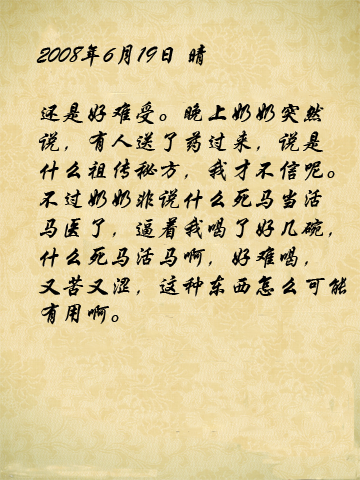 2008年6月19日 晴
还是好难受。晚上奶奶突然
说，有人送了药过来，说是
什么祖传秘方，我才不信呢。
不过奶奶非说什么死马当活
马医了，逼着我喝了好几碗，
什么死马活马啊，好难喝，
又苦又涩，这种东西怎么可能
有用啊。